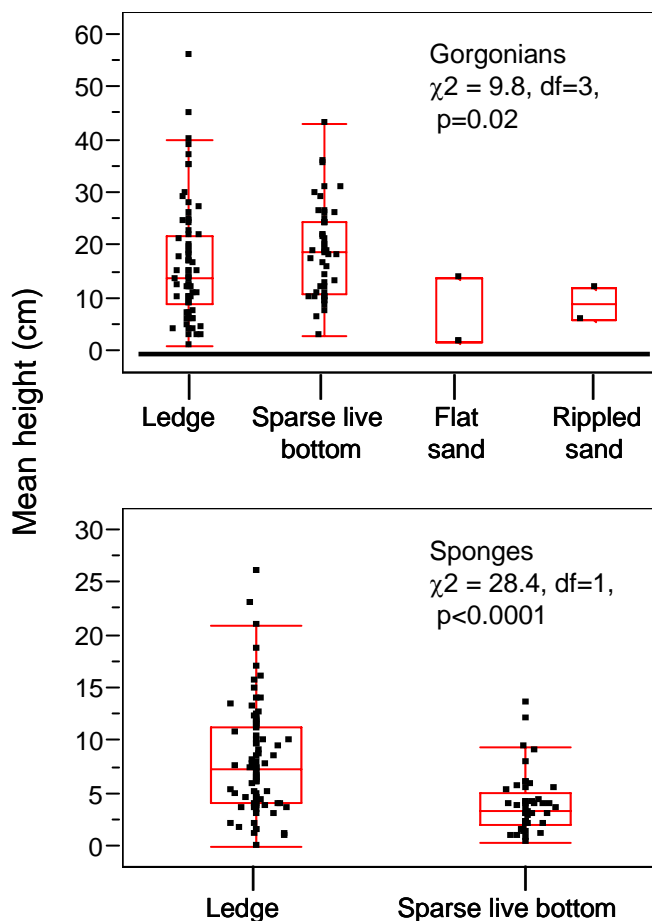 Mean height (cm)
60
50
40
30
20
10
0
Gorgonians
χ2 = 9.8, df=3,
p=0.02
Ledge
Sparse live
bottom
Flat
sand
Rippled
sand
30
25
20
15
10
5
0
Sponges
χ2 = 28.4, df=1,
p<0.0001
Ledge
Sparse live bottom